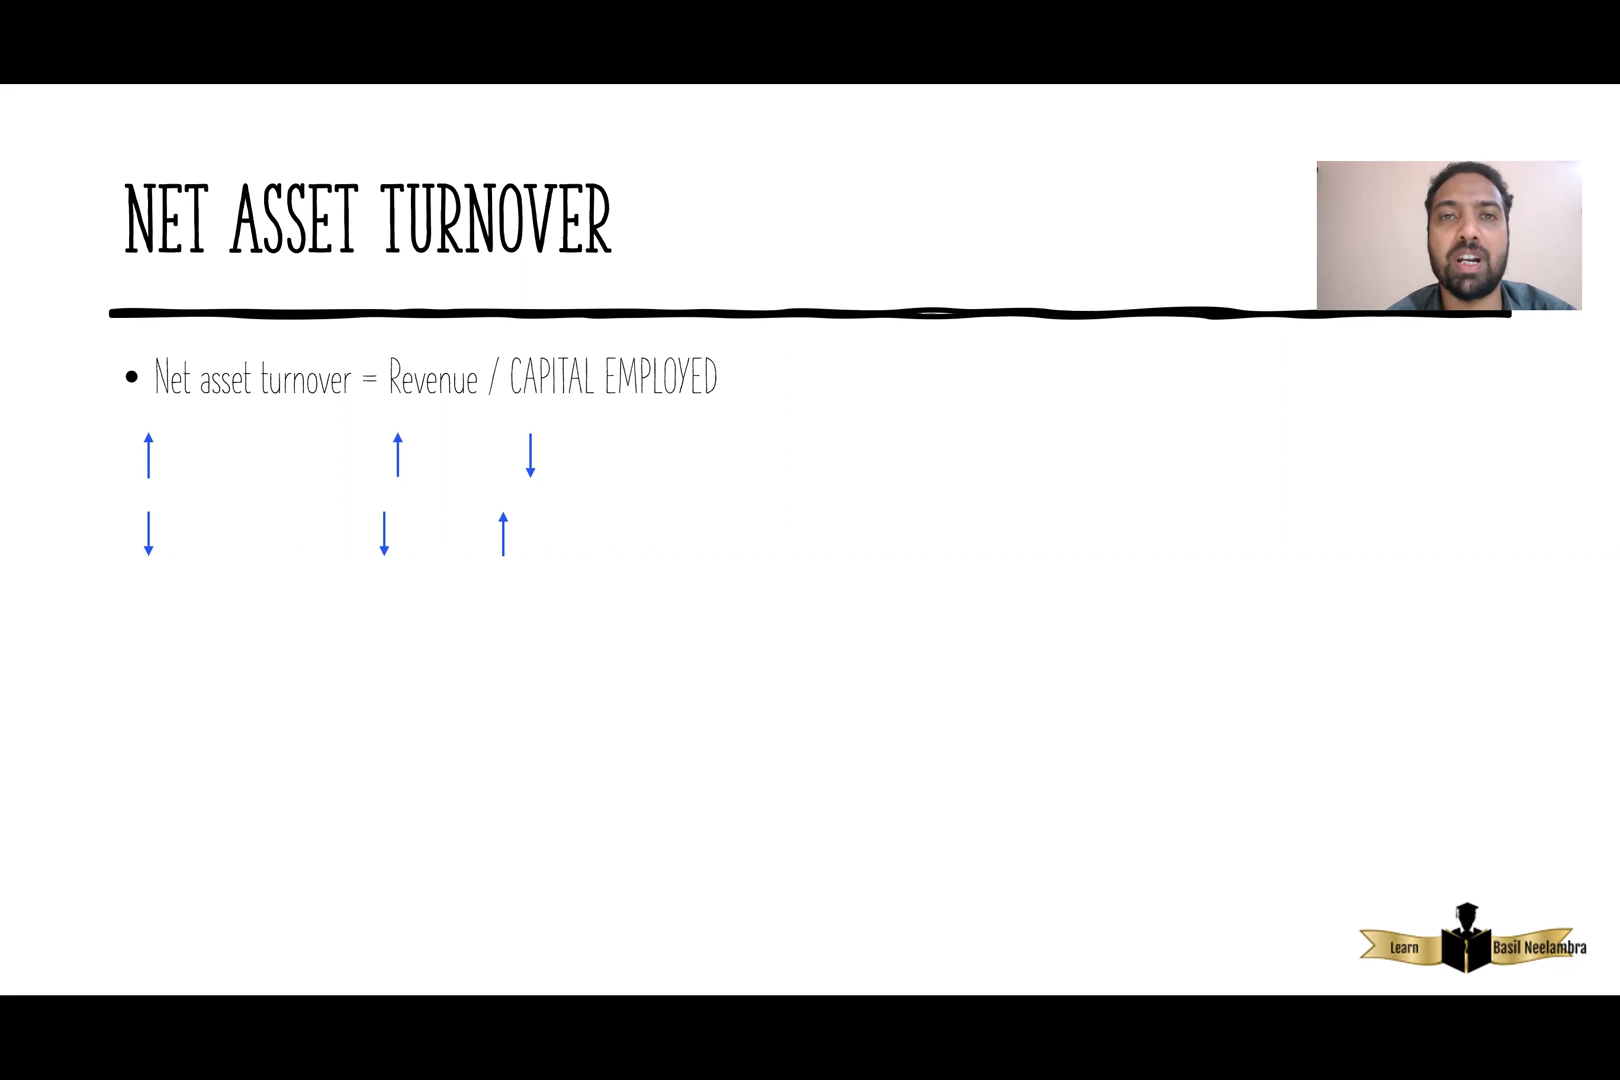 NET ASSET TURNOVER
Net asset turnover = Revenue / CAPITAL EMPLOYED
Learn Basil Neelambra